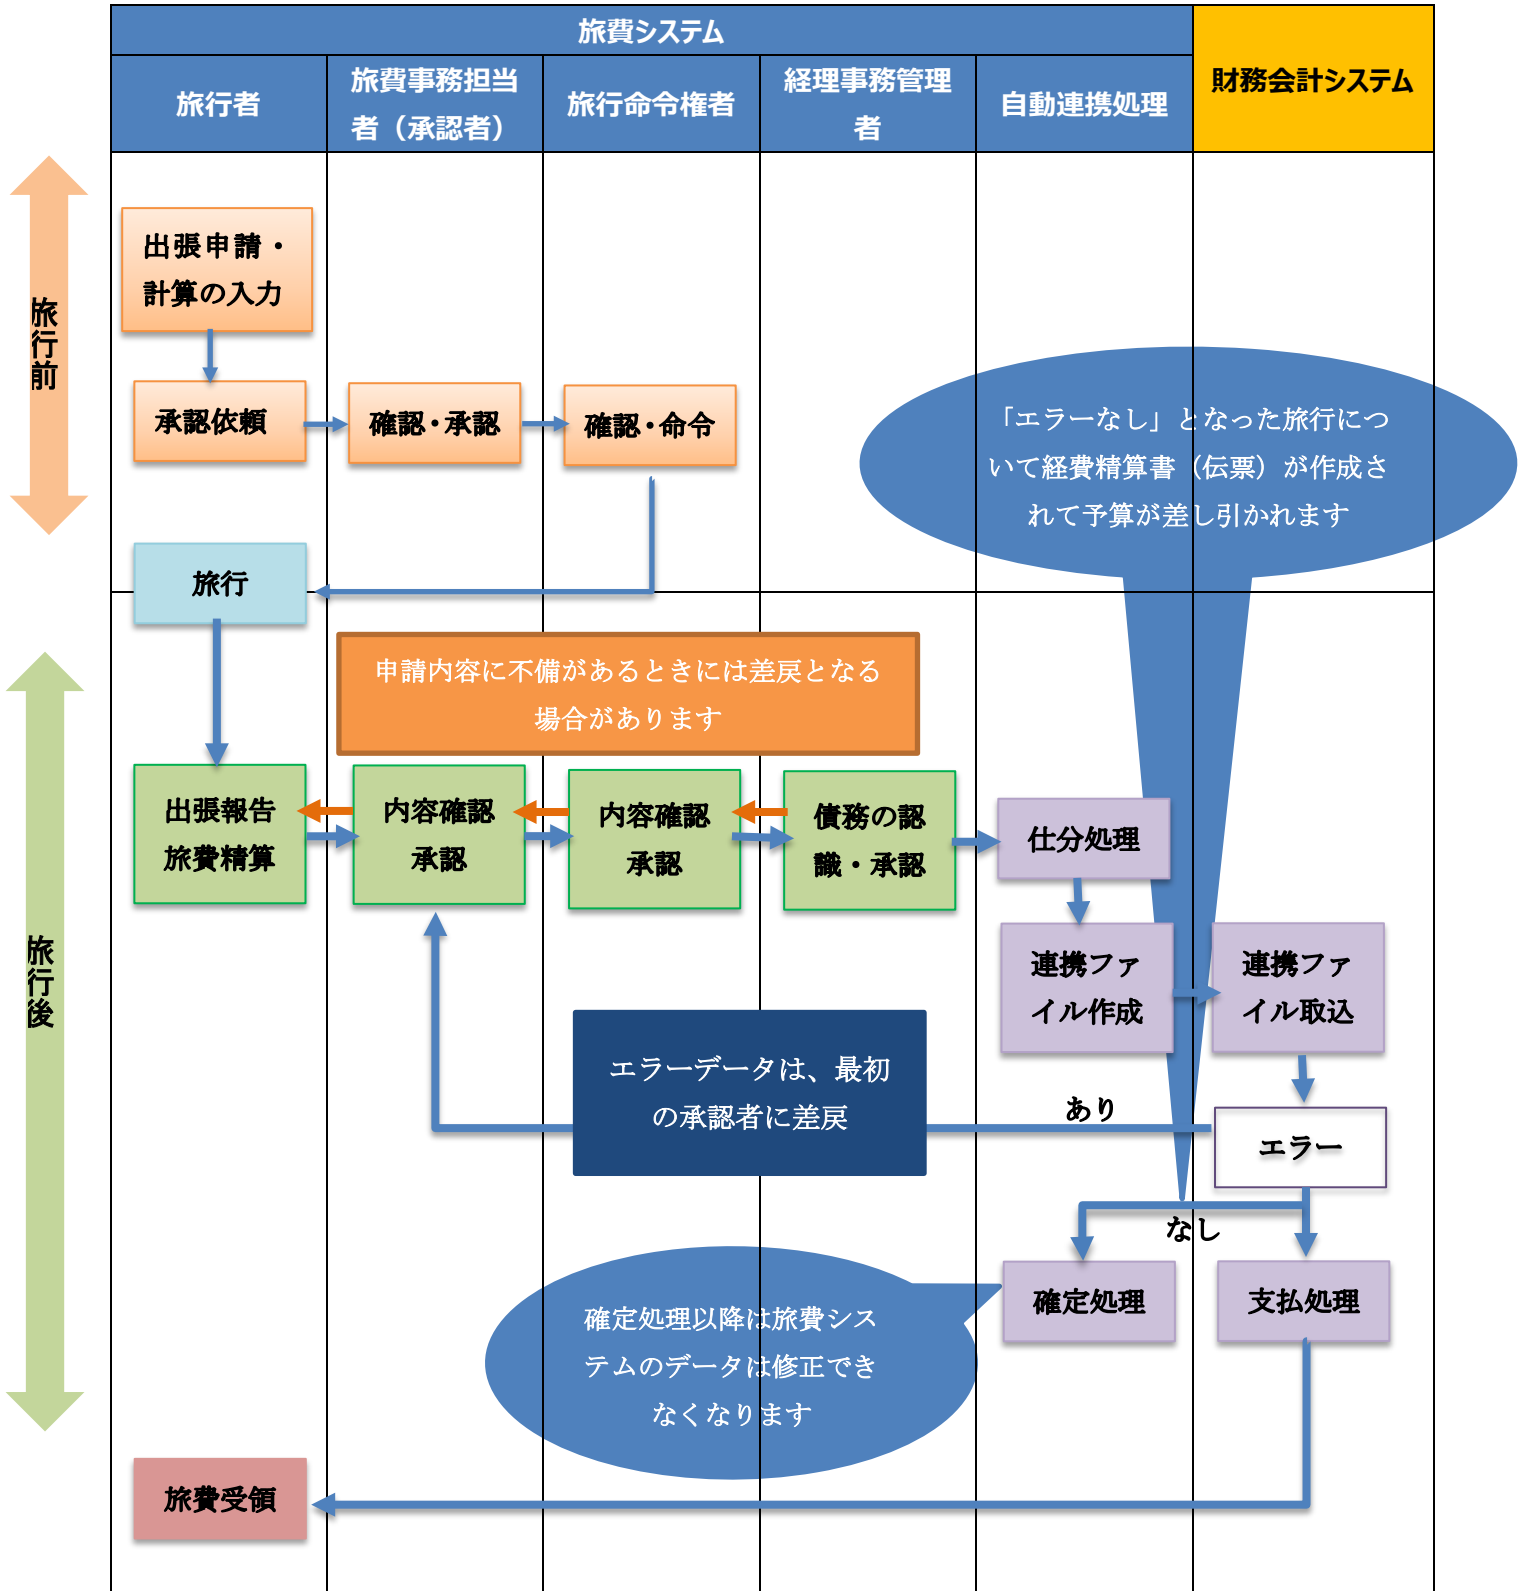 旅費システム
財務会計システム
旅行者
旅費事務担当
者（承認者）
旅行命令権者
経理事務管理
者
自動連携処理
旅行前
出張申請・
計算の入力
承認依頼
確認・承認
確認・命令
「エラーなし」となった旅行につ
いて経費精算書（伝票）が作成さ
れて予算が差し引かれます
旅行
申請内容に不備があるときには差戻となる
場合があります
旅行後
出張報告
旅費精算
内容確認
承認
内容確認
承認
債務の認
識・承認
仕分処理
連携ファ
イル作成
連携ファ
イル取込
エラーデータは、最初
の承認者に差戻
あり
エラー
なし
確定処理
支払処理
確定処理以降は旅費シス
テムのデータは修正でき
なくなります
旅費受領